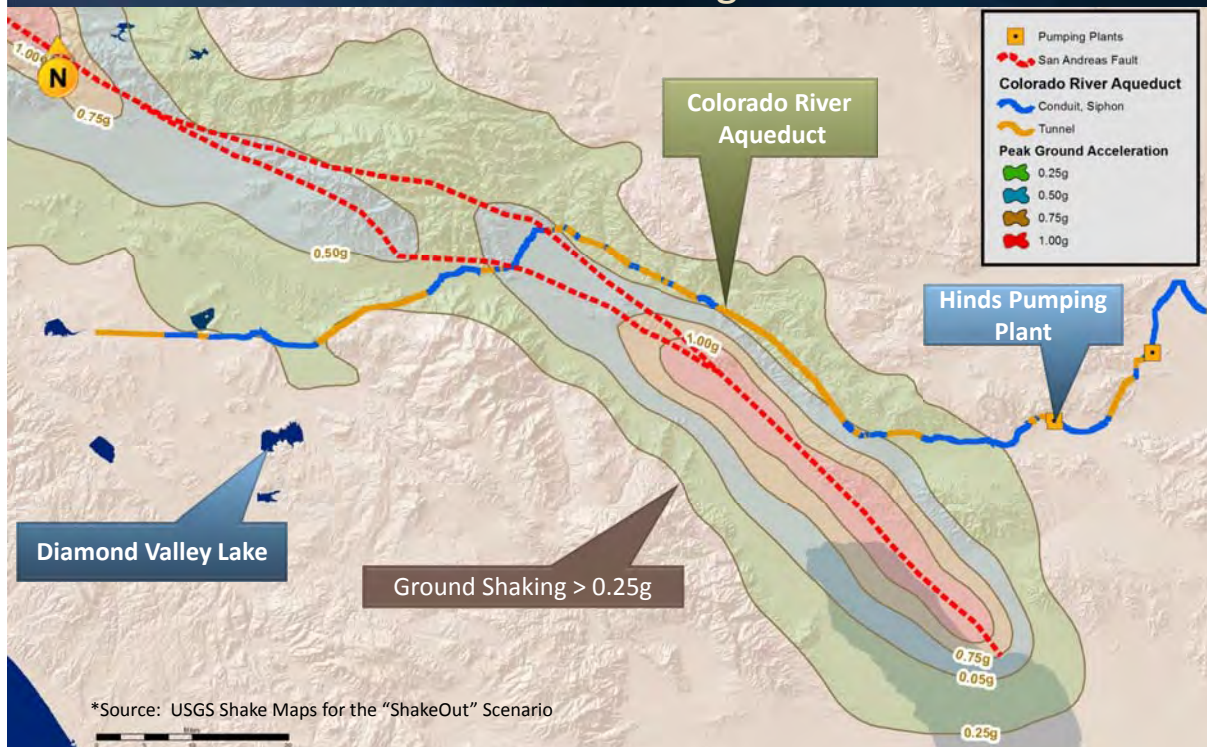 1.00g
N
0.75g
0.50g
Colorado River
Aqueduct
Pumping Plants
San Andreas Fault
Colorado River Aqueduct
Conduit, Siphon
Tunnel
Peak Ground Acceleration
0.25g
0.50g
0.75g
1.00g
Hinds Pumping
Plant
1.00g
Diamond Valley Lake
Ground Shaking > 0.25g
0.75g
0.05g
0.25g
*Source: USGS Shake Maps for the “ShakeOut” Scenario